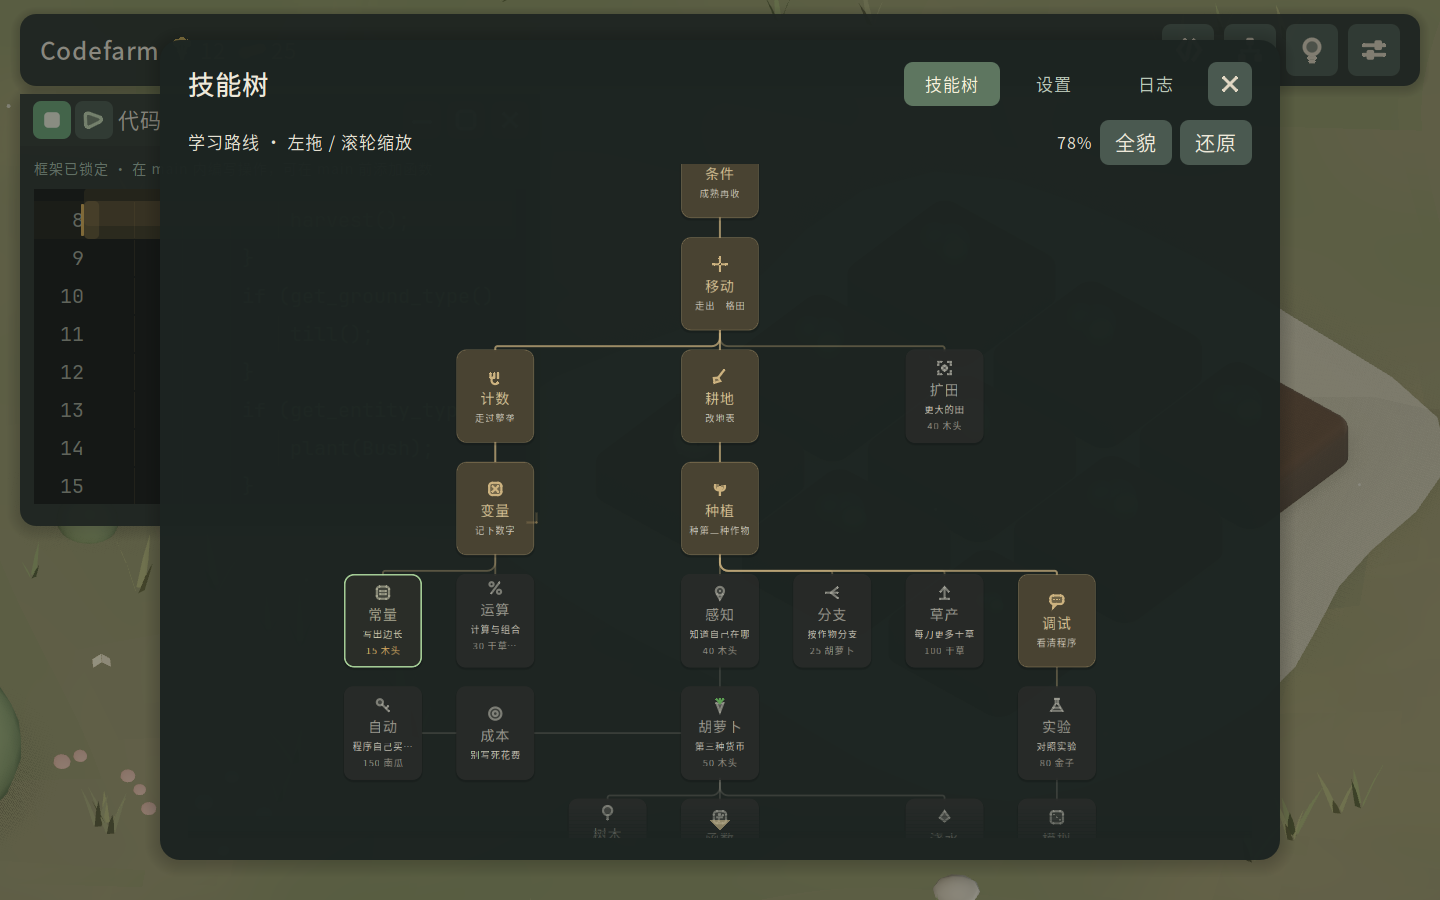 Codefarm
技能树
技能树
设置
日志
代码
学习路线 · 左拖 / 滚轮缩放
78%
全貌
还原
框架已锁定 · 在 m
条件
成熟再收
8
9
10
11
12
13
14
15
移动
走出 格田
计数
走过整垄
耕地
改地表
扩田
更大的田
40 木头
变量
记下数字
种植
种第二种作物
常量
写出边长
15 木头
运算
计算与组合
30 干草…
感知
知道自己在哪
40 木头
分支
按作物分支
25 胡萝卜
草产
每刀更多干草
100 干草
调试
看清程序
自动
程序自己买…
150 南瓜
成本
别写死花费
胡萝卜
第三种货币
50 木头
实验
对照实验
80 金子